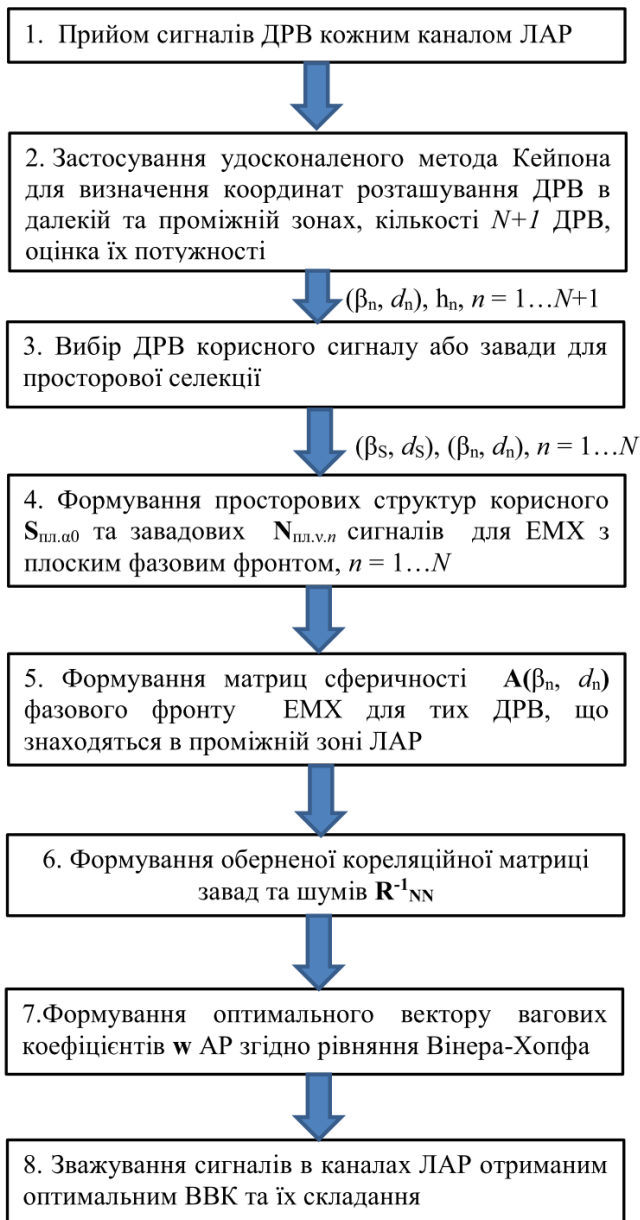 1. Прийом сигналів ДРВ кожним каналом ЛАР
2. Застосування удосконаленого метода Кейпона
для визначення координат розташування ДРВ в
далекій та проміжній зонах, кількості N+1 ДРВ,
оцінка їх потужності
(βn, dn), hn, n = 1…N+1
3. Вибір ДРВ корисного сигналу або завади для
просторової селекції
(βS, dS), (βn, dn), n = 1…N
4. Формування просторових структур корисного
Sпл.α0 та завадових Nпл.ν.n сигналів для ЕМХ з
плоским фазовим фронтом, n = 1…N
5. Формування матриц сферичності A(βn, dn)
фазового фронту ЕМХ для тих ДРВ, що
знаходяться в проміжній зоні ЛАР
6. Формування оберненої кореляційної матриці
завад та шумів R⁻¹NN
7.Формування оптимального вектору вагових
коефіцієнтів w АР згідно рівняння Вінера-Хопфа
8. Зважування сигналів в каналах ЛАР отриманим
оптимальним ВВК та їх складання